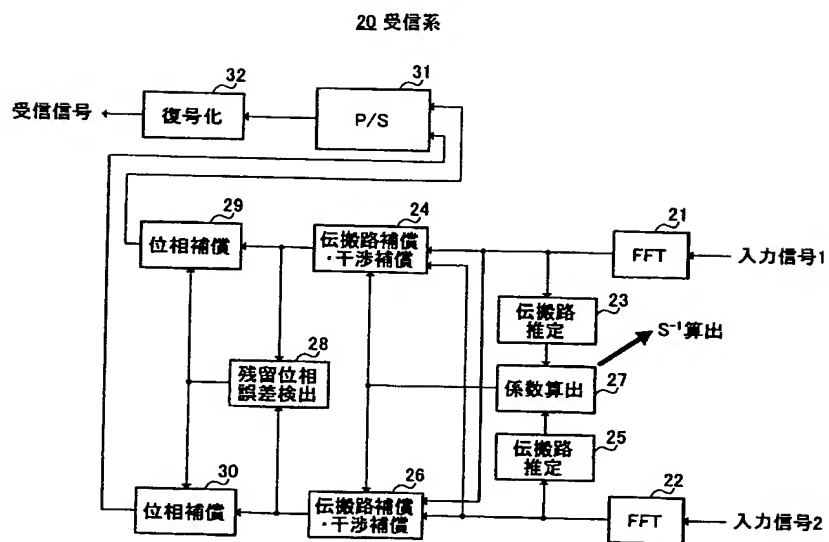 20 受信系
32
31
受信信号
復号化
P/S
29
24
21
位相補償
伝搬路補償
・干渉補償
FFT
入力信号1
23
伝搬路
推定
S⁻¹算出
28
残留位相
誤差検出
27
係数算出
25
伝搬路
推定
30
26
22
位相補償
伝搬路補償
・干渉補償
FFT
入力信号2